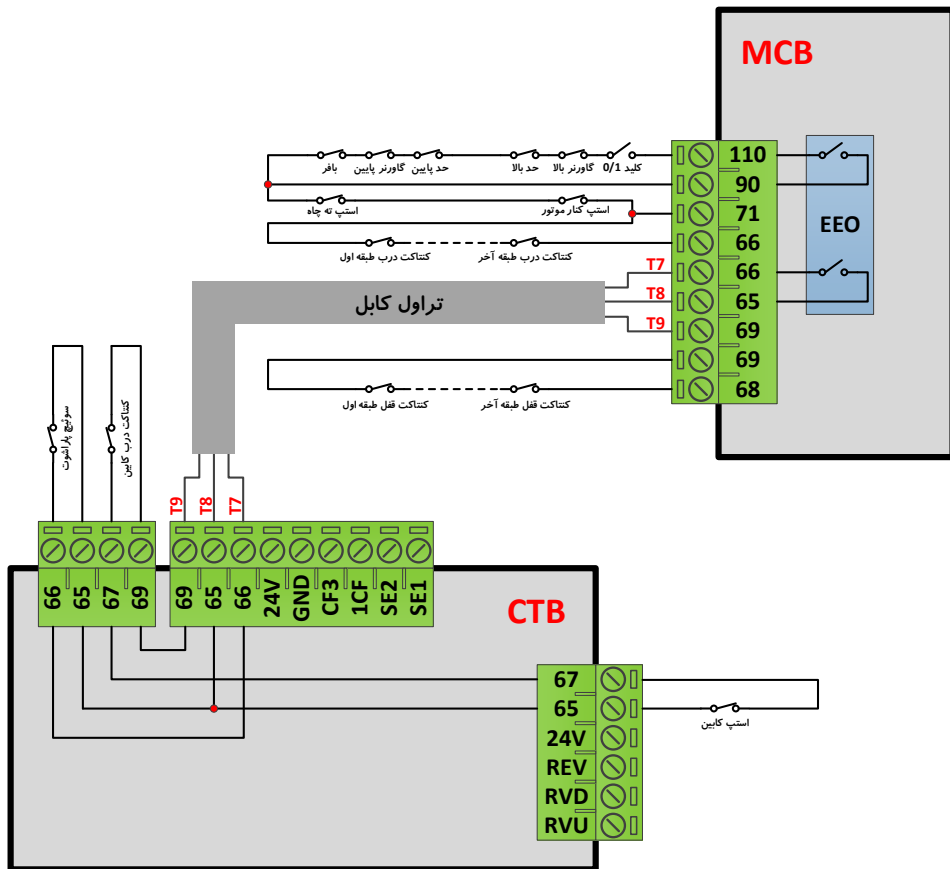 MCB
110
90
71
66
66
65
69
69
68
EEO
بافر
گاورنر پایین
حد پایین
حد بالا
گاورنر بالا
کلید 0/1
استپ ته چاه
استپ کنار موتور
کنتاکت درب طبقه اول
کنتاکت درب طبقه آخر
T7
T8
T9
تراول کابل
کنتاکت قفل طبقه اول
کنتاکت قفل طبقه آخر
سوئیچ پاراشوت
کنتاکت درب کابین
T9
T8
T7
66
65
67
69
69
65
66
24V
GND
CF3
1CF
SE2
SE1
CTB
67
65
24V
REV
RVD
RVU
استپ کابین